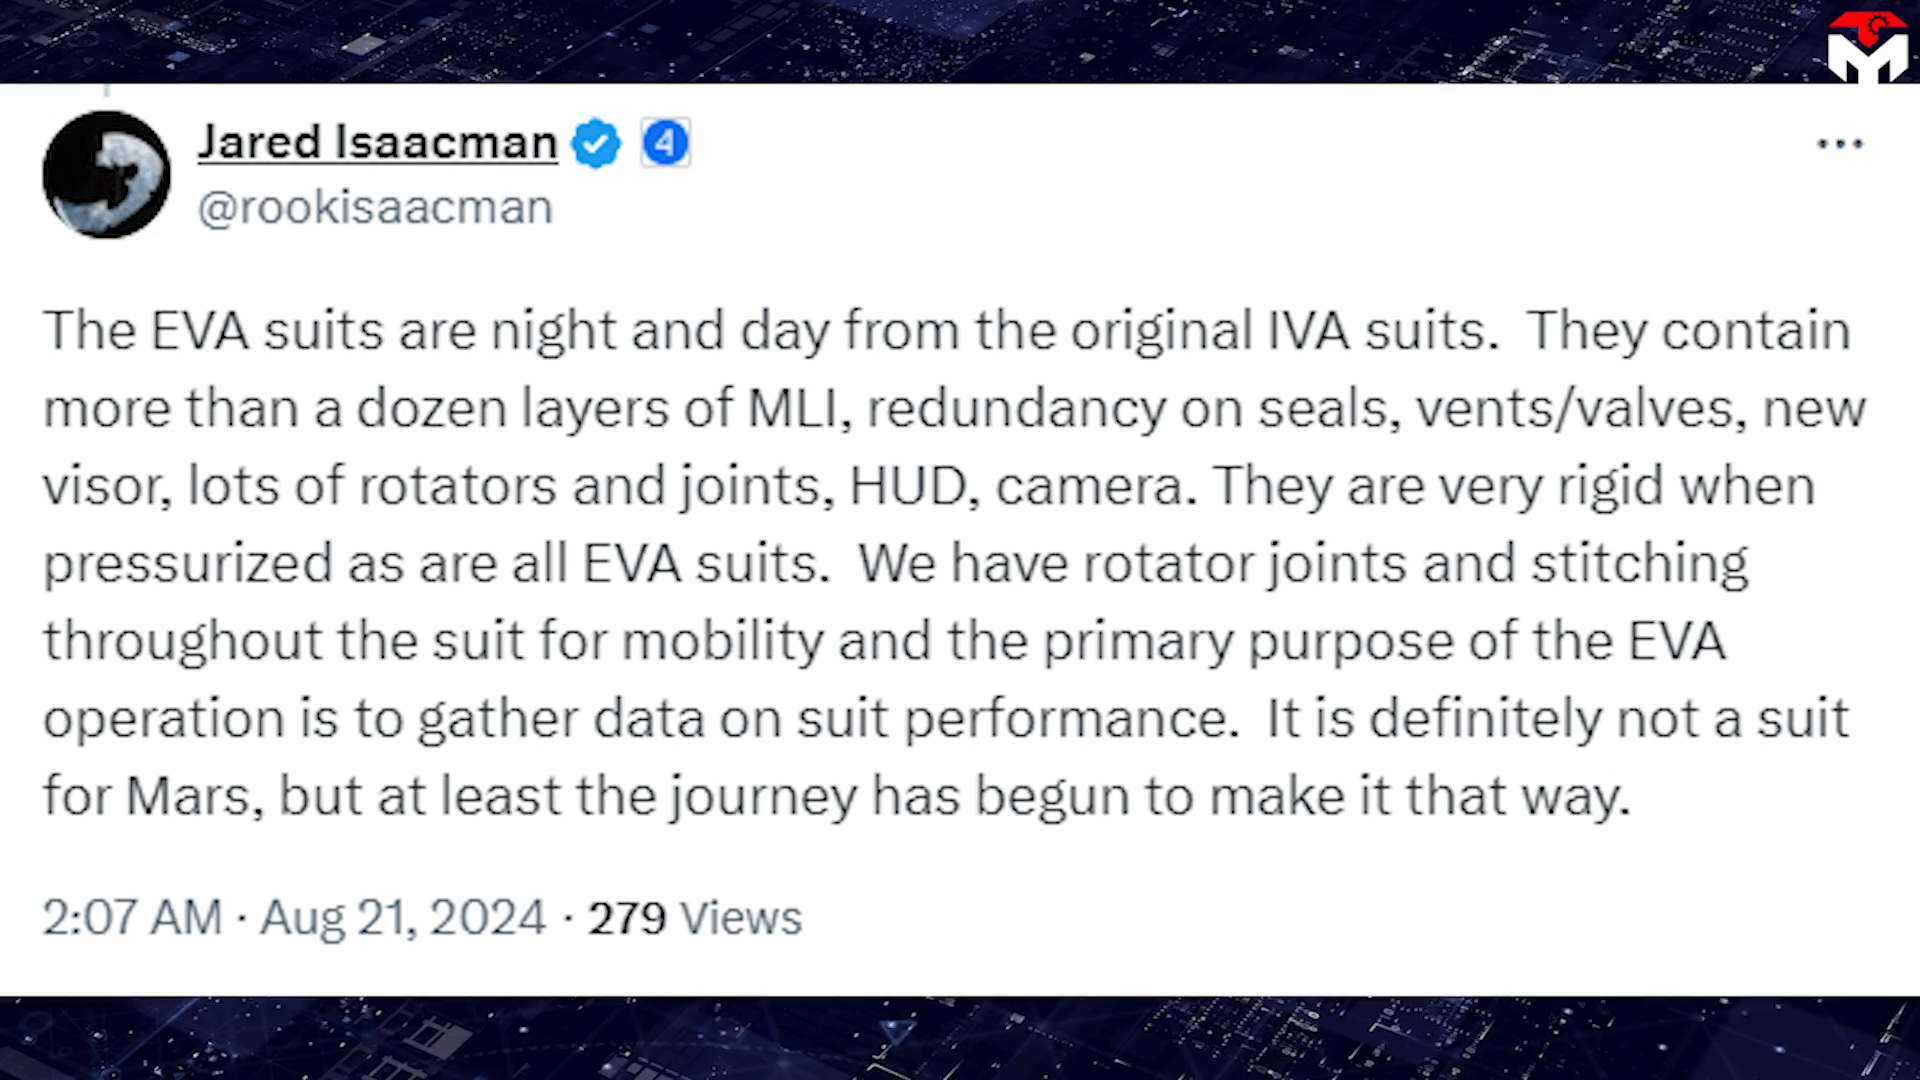 Jared Isaacman 4
@rookisaacman
The EVA suits are night and day from the original IVA suits.  They contain
more than a dozen layers of MLI, redundancy on seals, vents/valves, new
visor, lots of rotators and joints, HUD, camera. They are very rigid when
pressurized as are all EVA suits.  We have rotator joints and stitching
throughout the suit for mobility and the primary purpose of the EVA
operation is to gather data on suit performance.  It is definitely not a suit
for Mars, but at least the journey has begun to make it that way.
2:07 AM · Aug 21, 2024 · 279 Views